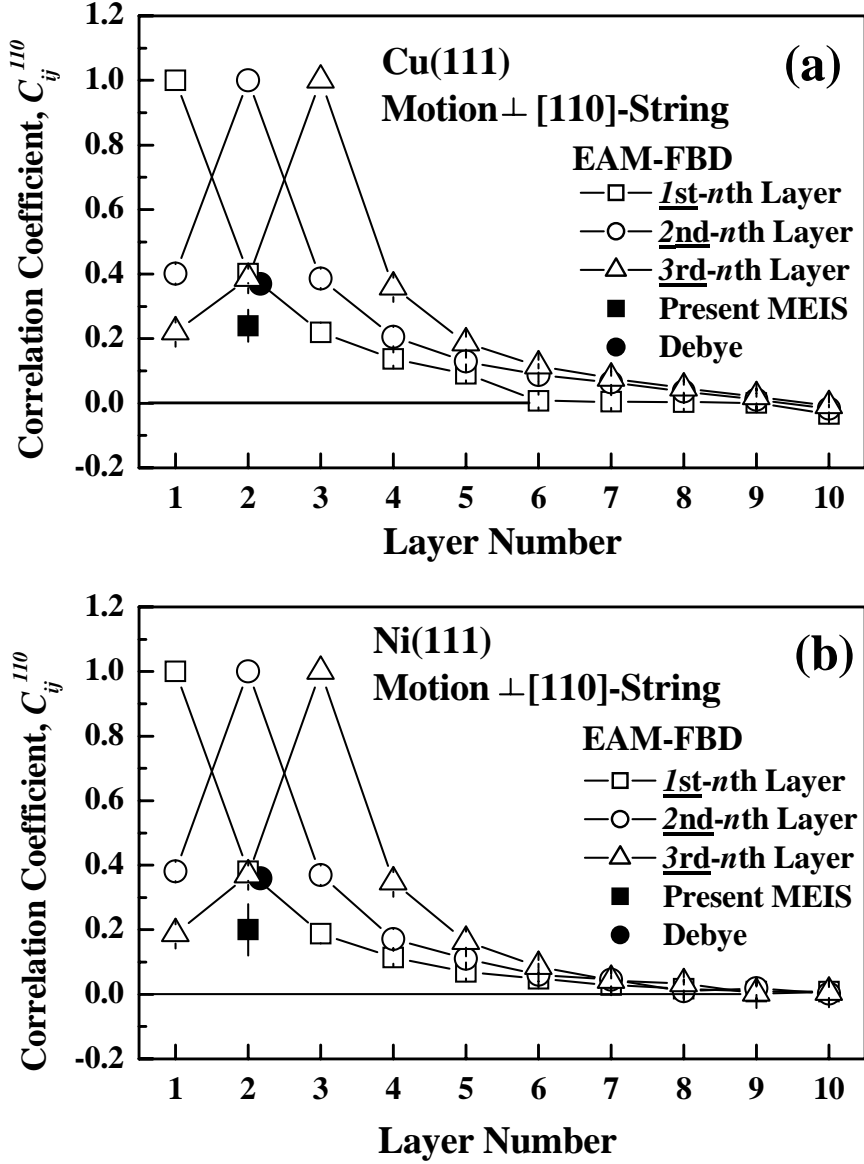 1.2
1.0
0.8
0.6
0.4
0.2
0.0
-0.2
Correlation Coefficient, C_ij^110
Cu(111)
Motion ⊥ [110]-String
(a)
EAM-FBD
1st-nth Layer
2nd-nth Layer
3rd-nth Layer
Present MEIS
Debye
1 2 3 4 5 6 7 8 9 10
Layer Number
1.2
1.0
0.8
0.6
0.4
0.2
0.0
-0.2
Correlation Coefficient, C_ij^110
Ni(111)
Motion ⊥ [110]-String
(b)
EAM-FBD
1st-nth Layer
2nd-nth Layer
3rd-nth Layer
Present MEIS
Debye
1 2 3 4 5 6 7 8 9 10
Layer Number